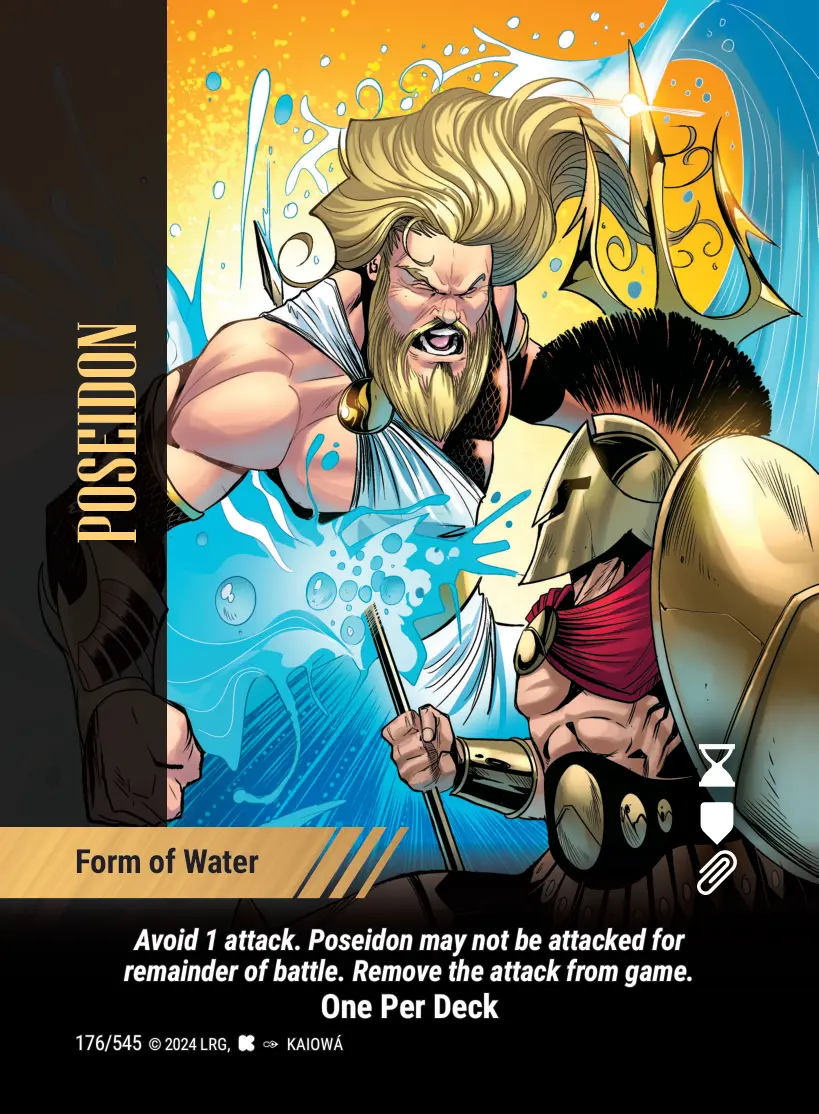 POSEIDON
Form of Water
Avoid 1 attack. Poseidon may not be attacked for
remainder of battle. Remove the attack from game.
One Per Deck
176/545 © 2024 LRG, KAIOWÁ